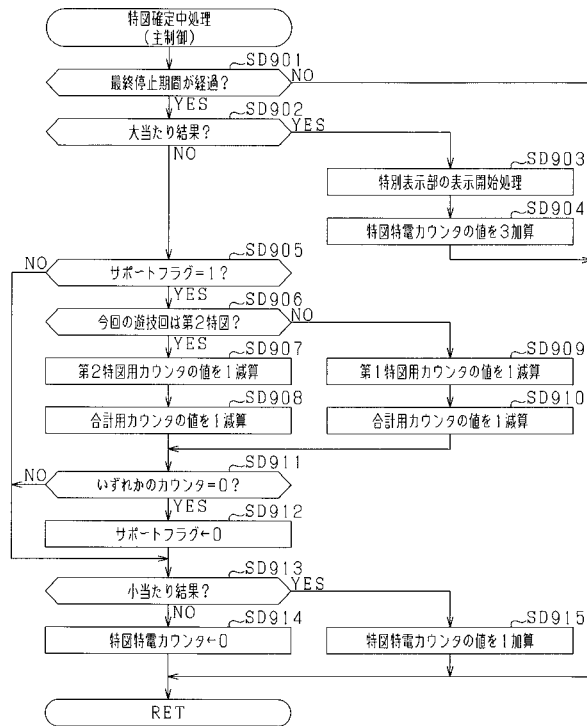 特図確定中処理
(主制御)
SD901
最終停止期間が経過?
NO
YES
SD902
大当たり結果?
YES
NO
SD903
特別表示部の表示開始処理
SD904
特図特電カウンタの値を3加算
SD905
NO
サポートフラグ=1?
YES
SD906
今回の遊技回は第2特図?
NO
YES
SD907
SD909
第2特図用カウンタの値を1減算
第1特図用カウンタの値を1減算
SD908
SD910
合計用カウンタの値を1減算
合計用カウンタの値を1減算
SD911
NO
いずれかのカウンタ=0?
YES
SD912
サポートフラグ←0
SD913
小当たり結果?
YES
NO
SD914
SD915
特図特電カウンタ←0
特図特電カウンタの値を1加算
RET